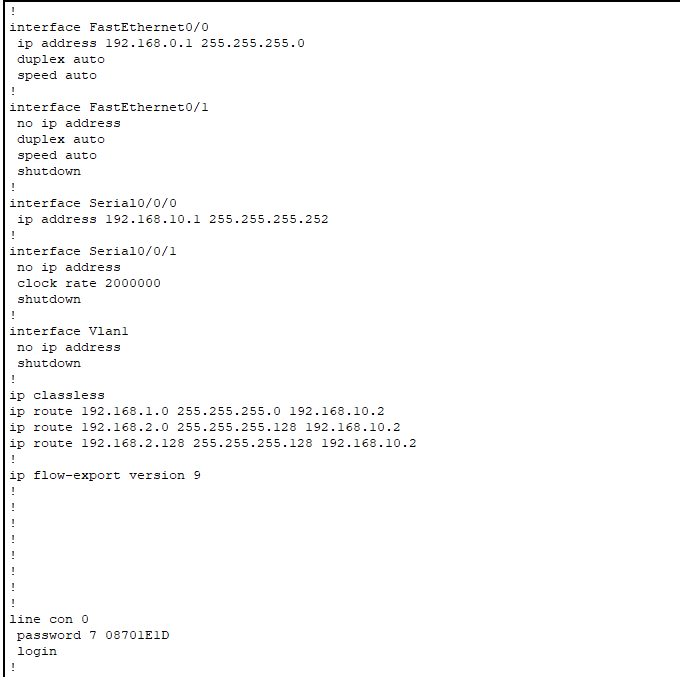 !
interface FastEthernet0/0
 ip address 192.168.0.1 255.255.255.0
 duplex auto
 speed auto
!
interface FastEthernet0/1
 no ip address
 duplex auto
 speed auto
 shutdown
!
interface Serial0/0/0
 ip address 192.168.10.1 255.255.255.252
!
interface Serial0/0/1
 no ip address
 clock rate 2000000
 shutdown
!
interface Vlan1
 no ip address
 shutdown
!
ip classless
ip route 192.168.1.0 255.255.255.0 192.168.10.2
ip route 192.168.2.0 255.255.255.128 192.168.10.2
ip route 192.168.2.128 255.255.255.128 192.168.10.2
!
ip flow-export version 9
!
!
!
!
!
!
!
!
line con 0
 password 7 08701E1D
 login
!